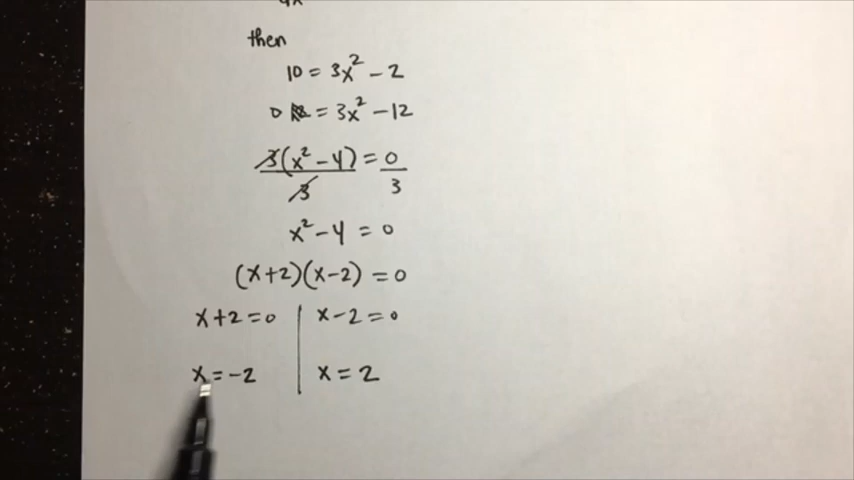 then
10 = 3x² - 2
0 = 3x² - 12
3(x² - 4) = 0
3 3
x² - 4 = 0
(x+2)(x-2) = 0
x+2=0 x-2=0
x=-2 x=2